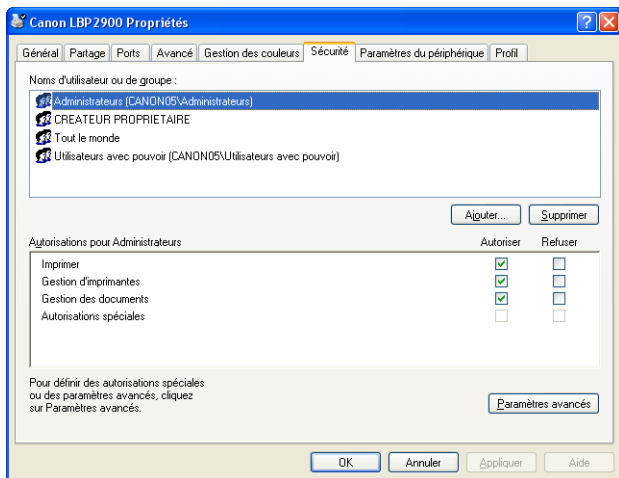 Canon LBP2900 Propriétés
Général Partage Ports Avancé Gestion des couleurs Sécurité Paramètres du périphérique Profil
Noms d'utilisateur ou de groupe :
Administrateurs (CANON05\Administrateurs)
CREATEUR PROPRIETAIRE
Tout le monde
Utilisateurs avec pouvoir (CANON05\Utilisateurs avec pouvoir)
Ajouter... Supprimer
Autorisations pour Administrateurs Autoriser Refuser
Imprimer
Gestion d'imprimantes
Gestion des documents
Autorisations spéciales
Pour définir des autorisations spéciales
ou des paramètres avancés, cliquez
sur Paramètres avancés.
Paramètres avancés
OK Annuler Appliquer Aide